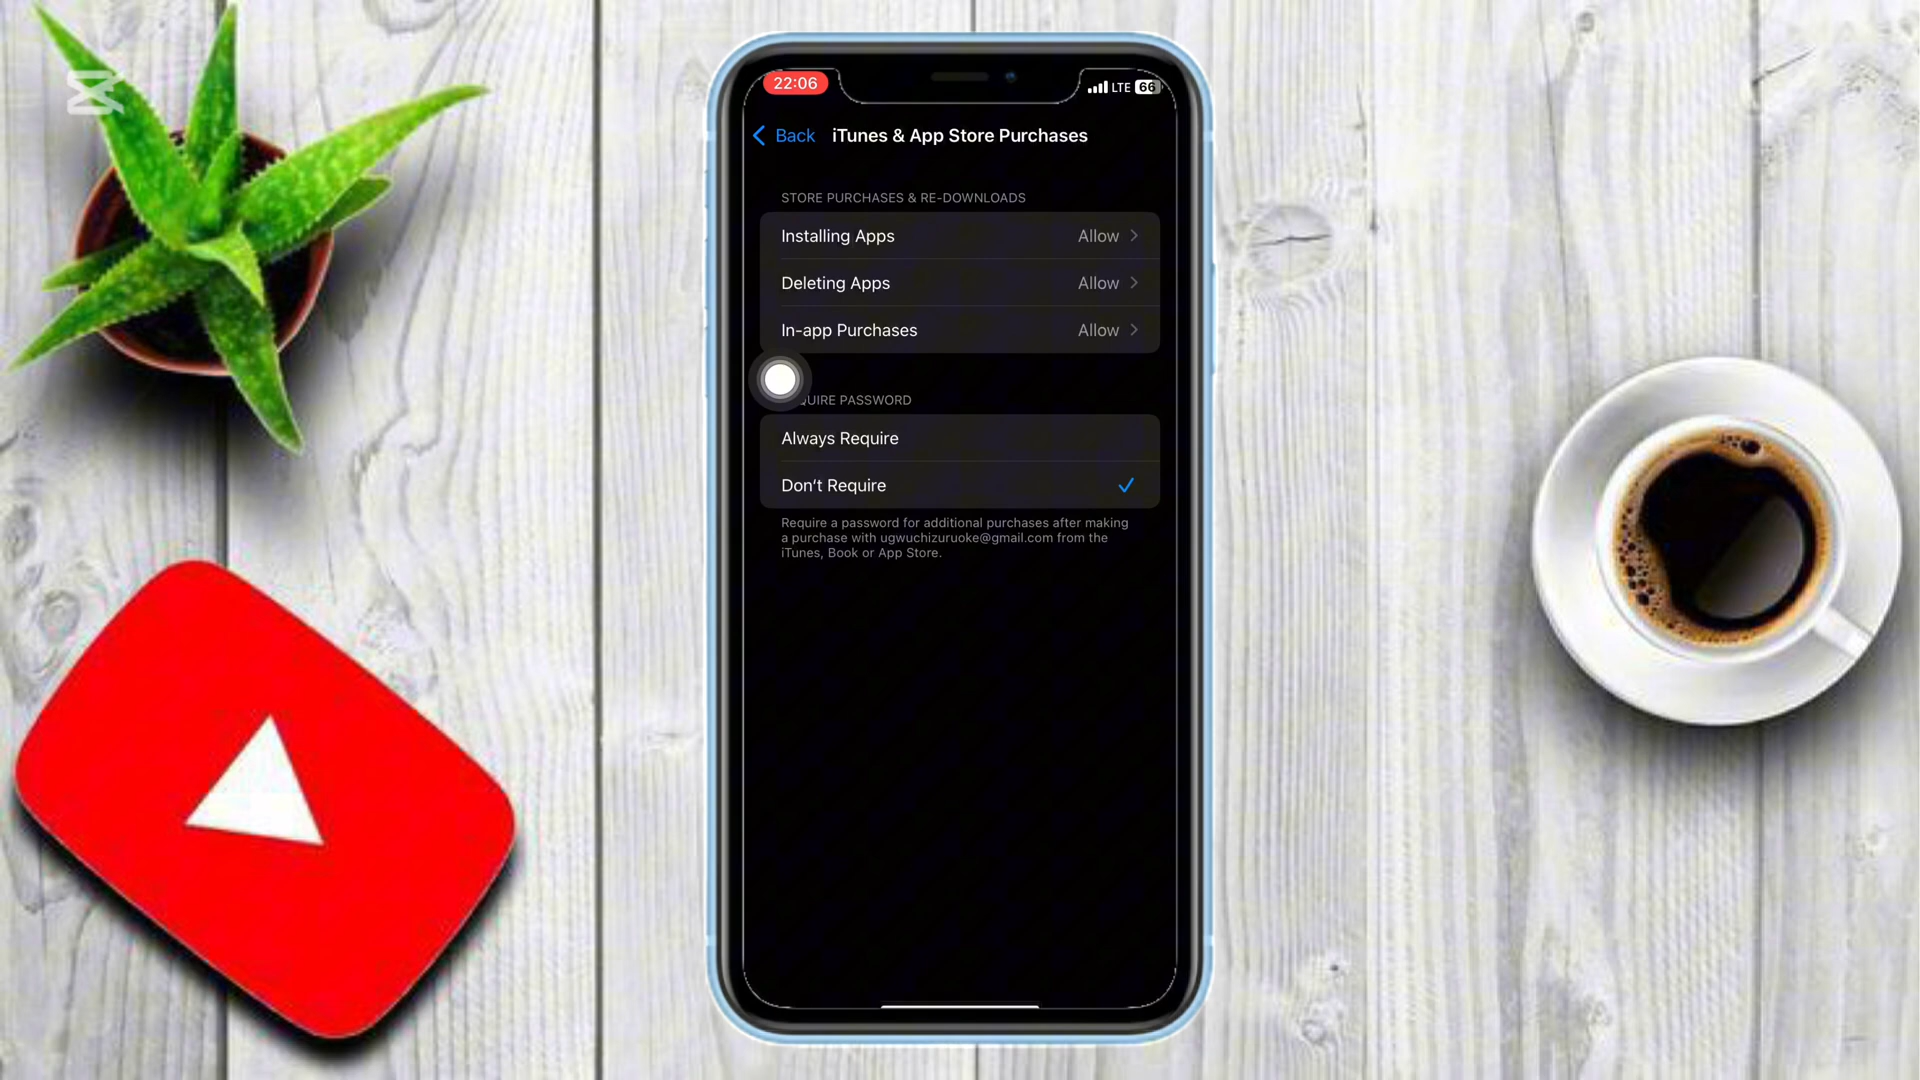 22:06
LTE 66
Back iTunes & App Store Purchases
STORE PURCHASES & RE-DOWNLOADS
Installing Apps Allow
Deleting Apps Allow
In-app Purchases Allow
QUIRE PASSWORD
Always Require
Don't Require
Require a password for additional purchases after making
a purchase with ugwuchizuruoke@gmail.com from the
iTunes, Book or App Store.